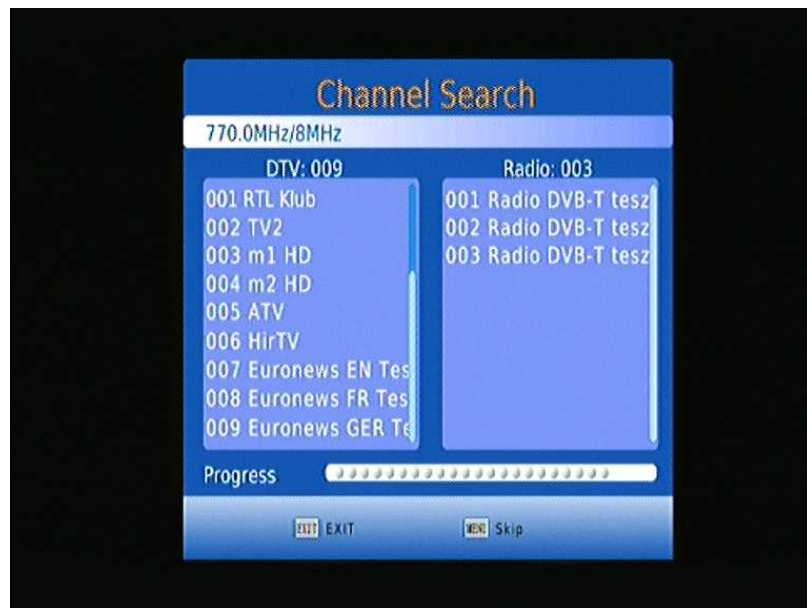 Channel Search
770.0MHz/8MHz
DTV: 009
001 RTL Klub
002 TV2
003 m1 HD
004 m2 HD
005 ATV
006 HirTV
007 Euronews EN Tes
008 Euronews FR Tes
009 Euronews GER Te
Radio: 003
001 Radio DVB-T tesz
002 Radio DVB-T tesz
003 Radio DVB-T tesz
Progress
EXIT EXIT
MENU Skip